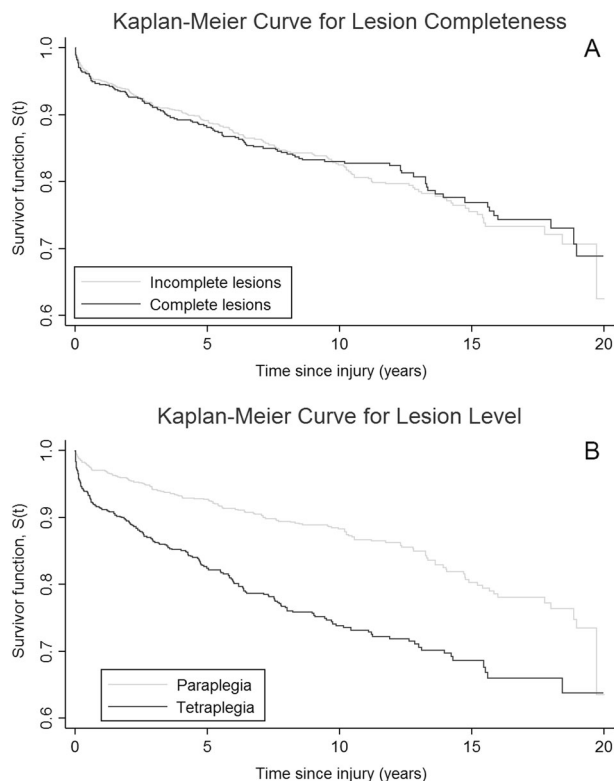 Kaplan-Meier Curve for Lesion Completeness
A
Survivor function, S(t)
1.0
0.9
0.8
0.7
0.6
Incomplete lesions
Complete lesions
0 5 10 15 20
Time since injury (years)
Kaplan-Meier Curve for Lesion Level
B
Survivor function, S(t)
1.0
0.9
0.8
0.7
0.6
Paraplegia
Tetraplegia
0 5 10 15 20
Time since injury (years)